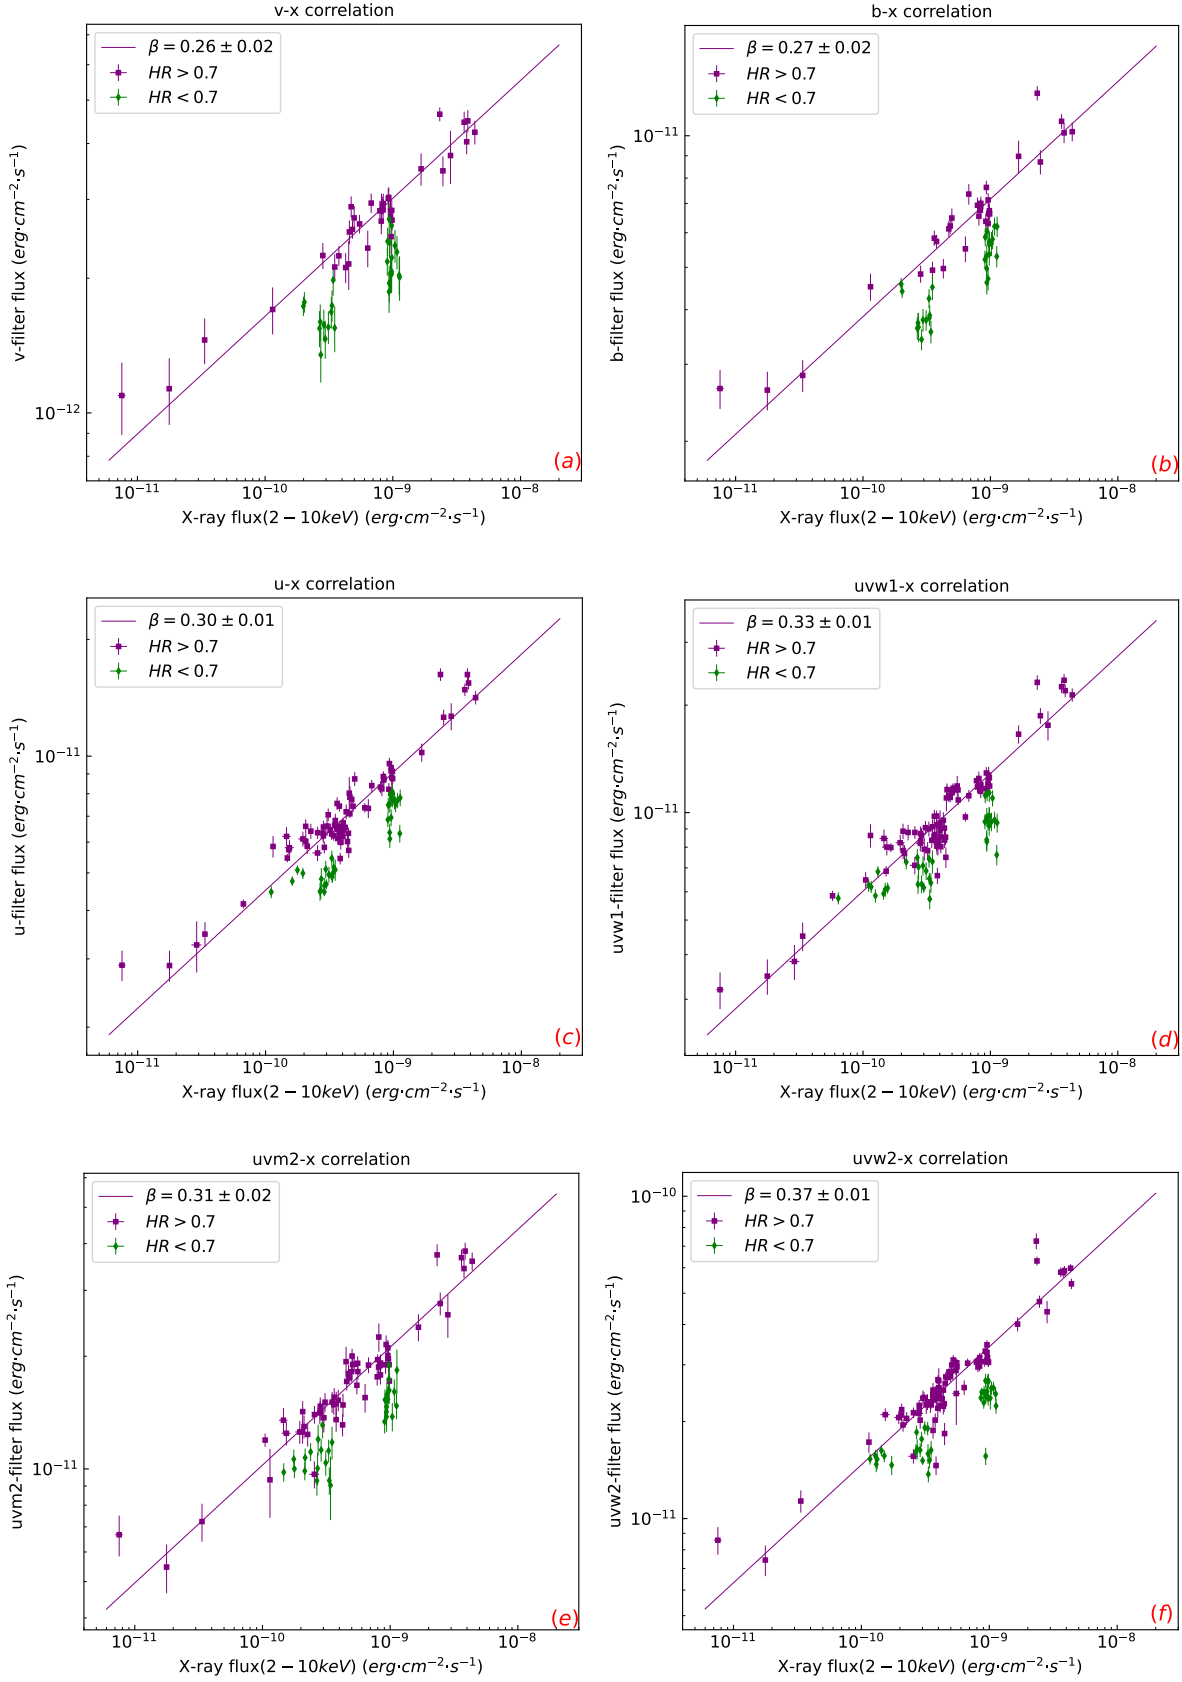 v-x correlation
β = 0.26 ± 0.02
HR > 0.7
HR < 0.7
10⁻¹¹
10⁻¹⁰
10⁻⁹
10⁻⁸
10⁻¹²
v-filter flux (erg·cm⁻²·s⁻¹)
X-ray flux(2 − 10keV) (erg·cm⁻²·s⁻¹)
(a)
b-x correlation
β = 0.27 ± 0.02
HR > 0.7
HR < 0.7
10⁻¹¹
10⁻¹¹
10⁻¹⁰
10⁻⁹
10⁻⁸
b-filter flux (erg·cm⁻²·s⁻¹)
X-ray flux(2 − 10keV) (erg·cm⁻²·s⁻¹)
(b)
u-x correlation
β = 0.30 ± 0.01
HR > 0.7
HR < 0.7
10⁻¹¹
10⁻¹¹
10⁻¹⁰
10⁻⁹
10⁻⁸
u-filter flux (erg·cm⁻²·s⁻¹)
X-ray flux(2 − 10keV) (erg·cm⁻²·s⁻¹)
(c)
uvw1-x correlation
β = 0.33 ± 0.01
HR > 0.7
HR < 0.7
10⁻¹¹
10⁻¹¹
10⁻¹⁰
10⁻⁹
10⁻⁸
uvw1-filter flux (erg·cm⁻²·s⁻¹)
X-ray flux(2 − 10keV) (erg·cm⁻²·s⁻¹)
(d)
uvm2-x correlation
β = 0.31 ± 0.02
HR > 0.7
HR < 0.7
10⁻¹¹
10⁻¹¹
10⁻¹⁰
10⁻⁹
10⁻⁸
uvm2-filter flux (erg·cm⁻²·s⁻¹)
X-ray flux(2 − 10keV) (erg·cm⁻²·s⁻¹)
(e)
uvw2-x correlation
β = 0.37 ± 0.01
HR > 0.7
HR < 0.7
10⁻¹⁰
10⁻¹¹
10⁻¹¹
10⁻¹⁰
10⁻⁹
10⁻⁸
uvw2-filter flux (erg·cm⁻²·s⁻¹)
X-ray flux(2 − 10keV) (erg·cm⁻²·s⁻¹)
(f)